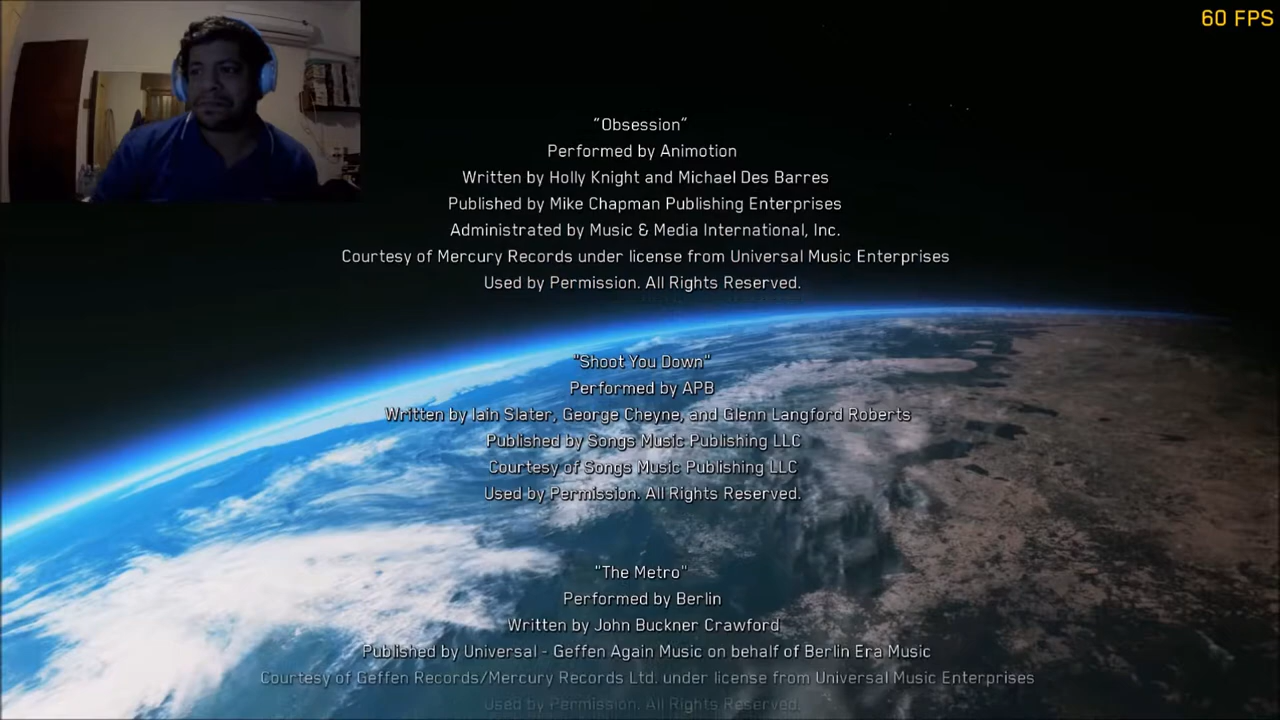 60 FPS
“Obsession”
Performed by Animotion
Written by Holly Knight and Michael Des Barres
Published by Mike Chapman Publishing Enterprises
Administrated by Music & Media International, Inc.
Courtesy of Mercury Records under license from Universal Music Enterprises
Used by Permission. All Rights Reserved.
"Shoot You Down"
Performed by APB
Written by Iain Slater, George Cheyne, and Glenn Langford Roberts
Published by Songs Music Publishing LLC
Courtesy of Songs Music Publishing LLC
Used by Permission. All Rights Reserved.
"The Metro"
Performed by Berlin
Written by John Buckner Crawford
Published by Universal - Geffen Again Music on behalf of Berlin Era Music
Courtesy of Geffen Records/Mercury Records Ltd. under license from Universal Music Enterprises
Used by Permission. All Rights Reserved.